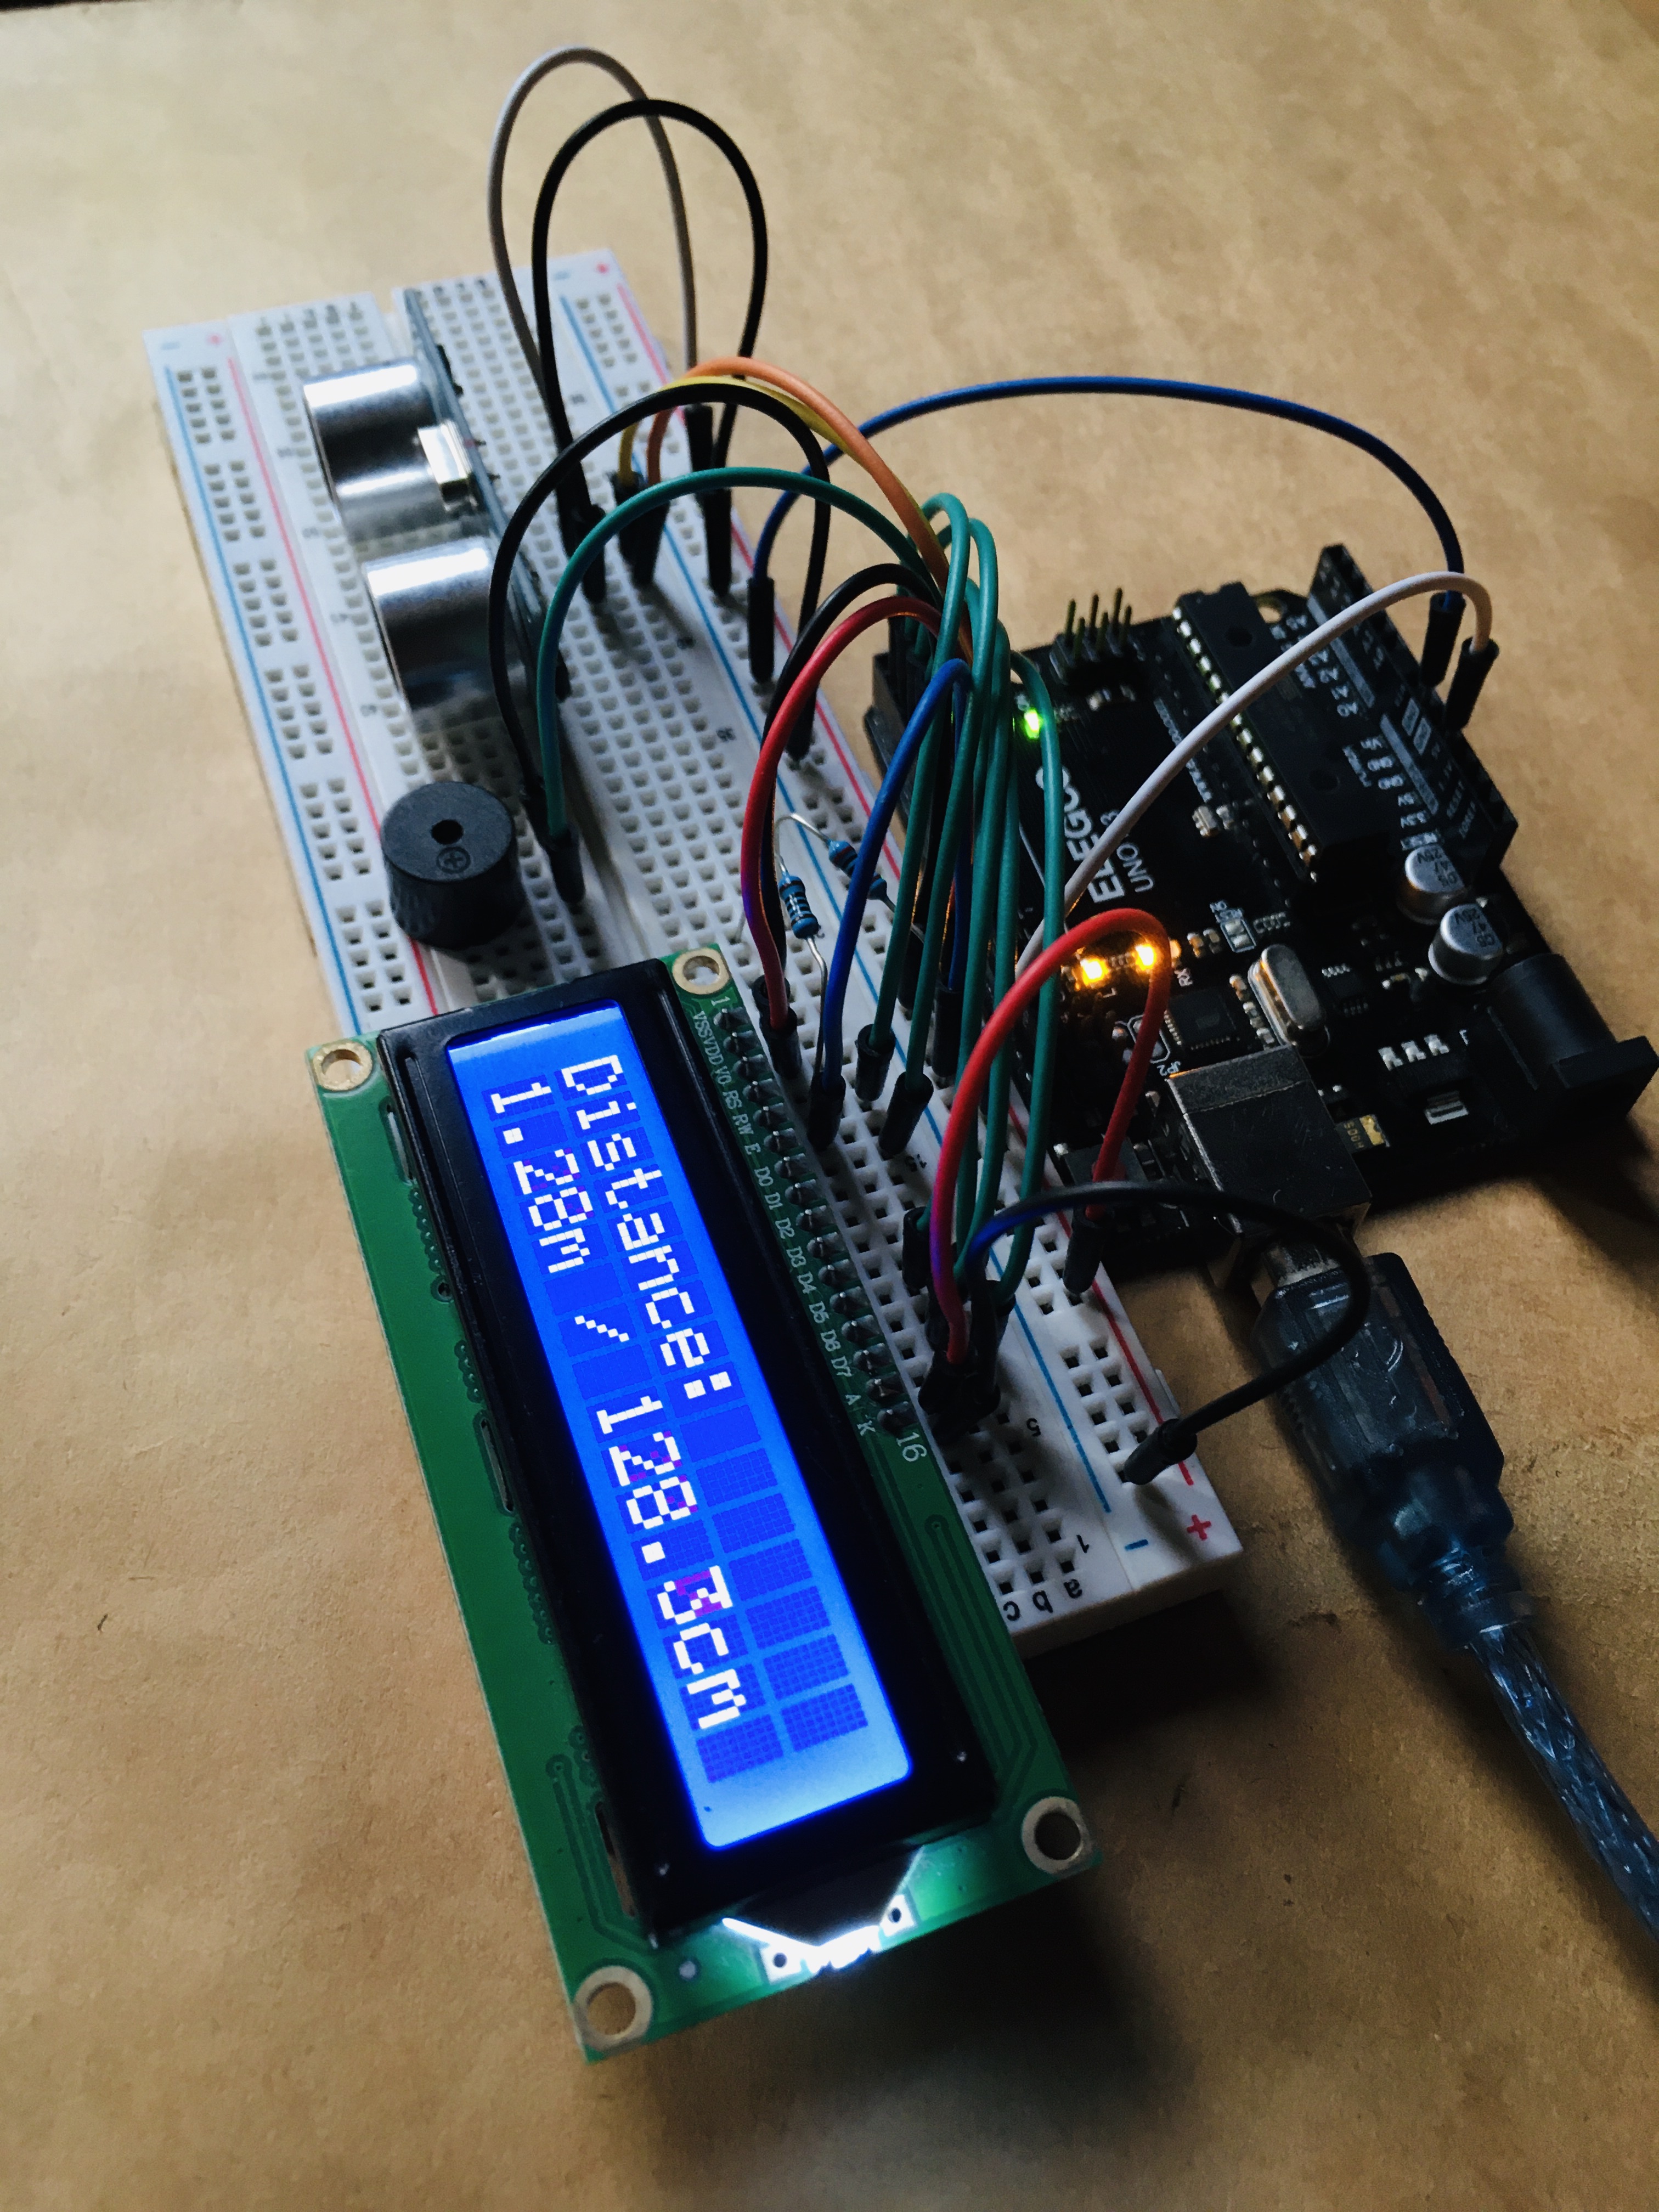 Distance:
1.28m / 128.3cm
1
VSS VDD V0 RS RW E D0 D1 D2 D3 D4 D5 D6 D7 A K
16
ELEGOO
UNO R3
RX
L
5
1
a b c
- +